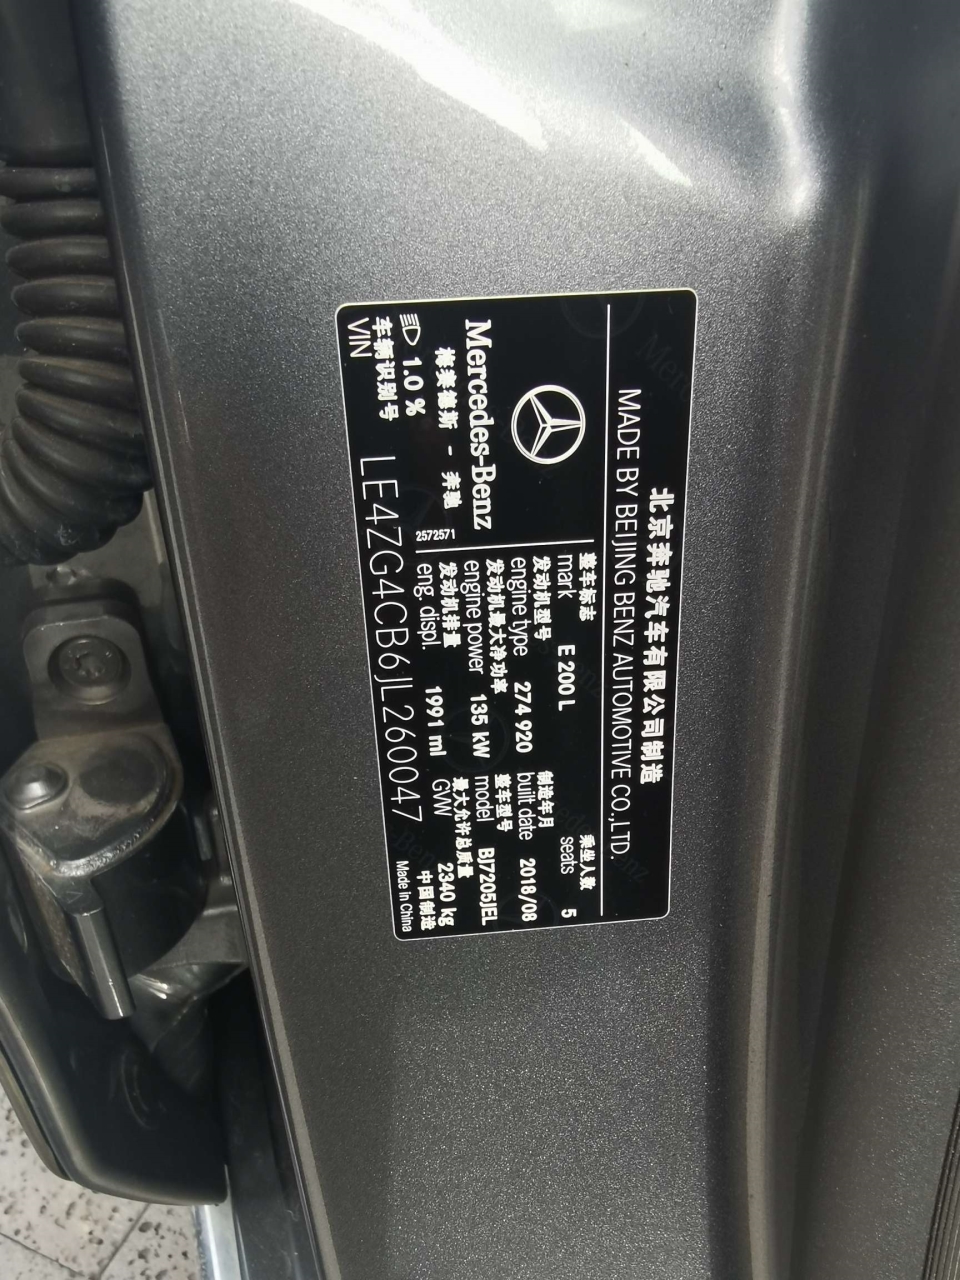 北京奔驰汽车有限公司制造
MADE BY BEIJING BENZ AUTOMOTIVE CO.,LTD.
Mercedes-Benz
梅赛德斯 - 奔驰
1.0 %
2572571
整车标志
mark E 200 L
乘坐人数
seats 5
发动机型号
engine type 274 920
制造年月
built date 2018/08
发动机最大净功率
engine power 135 kW
整车型号
model BJ7205JEL
发动机排量
eng. displ. 1991 ml
最大允许总质量
GVW 2340 kg
车辆识别号
VIN LE4ZG4CB6JL260047
中国制造
Made in China